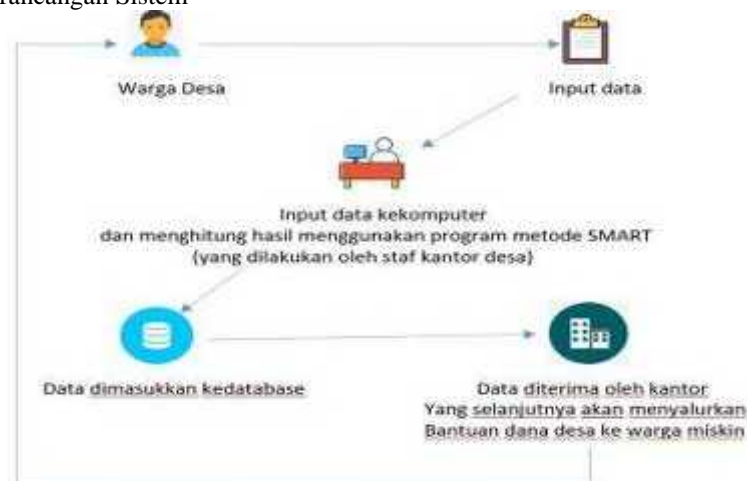 Warga Desa
Input data
Input data kekomputer
dan menghitung hasil menggunakan program metode SMART
(yang dilakukan oleh staf kantor desa)
Data dimasukkan kedatabase
Data diterima oleh kantor
Yang selanjutnya akan menyalurkan
Bantuan dana desa ke warga miskin